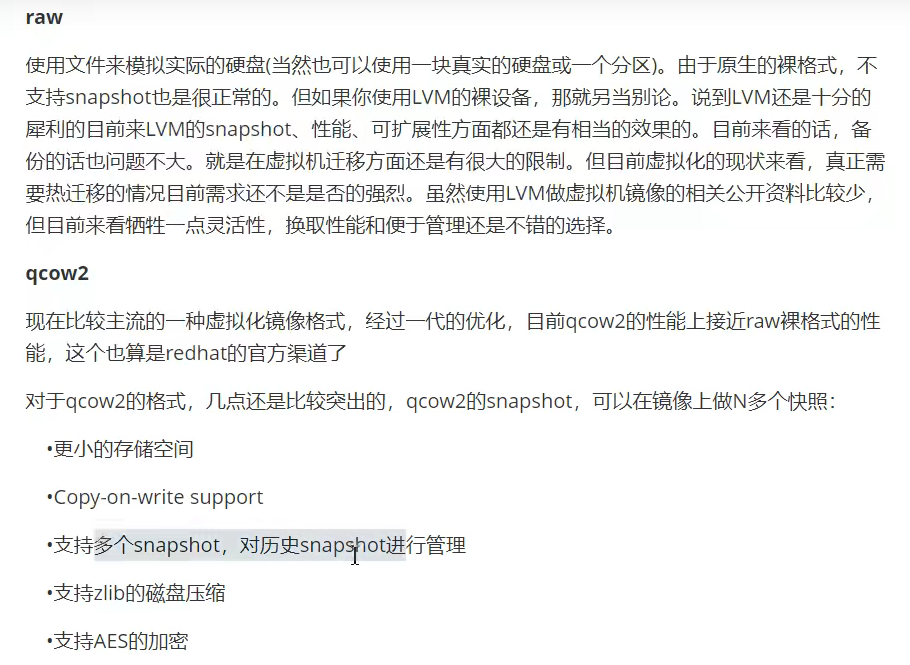 raw
使用文件来模拟实际的硬盘(当然也可以使用一块真实的硬盘或一个分区)。由于原生的裸格式，不
支持snapshot也是很正常的。但如果你使用LVM的裸设备，那就另当别论。说到LVM还是十分的
犀利的目前来LVM的snapshot、性能、可扩展性方面都还是有相当的效果的。目前来看的话，备
份的话也问题不大。就是在虚拟机迁移方面还是有很大的限制。但目前虚拟化的现状来看，真正需
要热迁移的情况目前需求还不是是否的强烈。虽然使用LVM做虚拟机镜像的相关公开资料比较少，
但目前来看牺牲一点灵活性，换取性能和便于管理还是不错的选择。
qcow2
现在比较主流的一种虚拟化镜像格式，经过一代的优化，目前qcow2的性能上接近raw裸格式的性
能，这个也算是redhat的官方渠道了
对于qcow2的格式，几点还是比较突出的，qcow2的snapshot，可以在镜像上做N多个快照：
•更小的存储空间
•Copy-on-write support
•支持多个snapshot，对历史snapshot进行管理
•支持zlib的磁盘压缩
•支持AES的加密